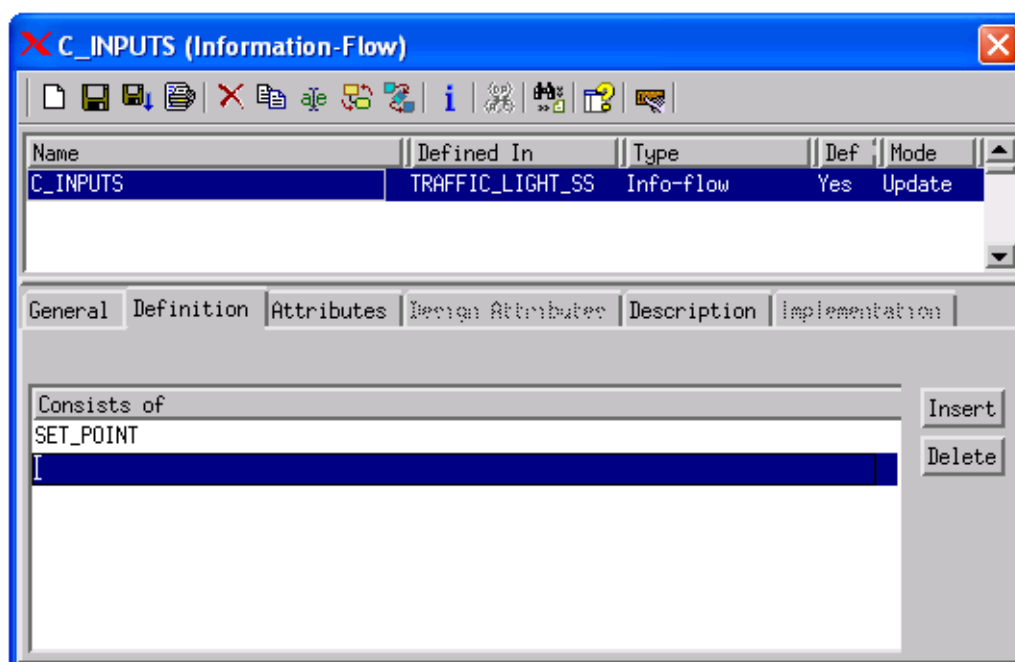 C_INPUTS (Information-Flow)
Name Defined In Type Def Mode
C_INPUTS TRAFFIC_LIGHT_SS Info-flow Yes Update
General Definition Attributes Design Attributes Description Implementation
Consists of
Insert
SET_POINT
Delete